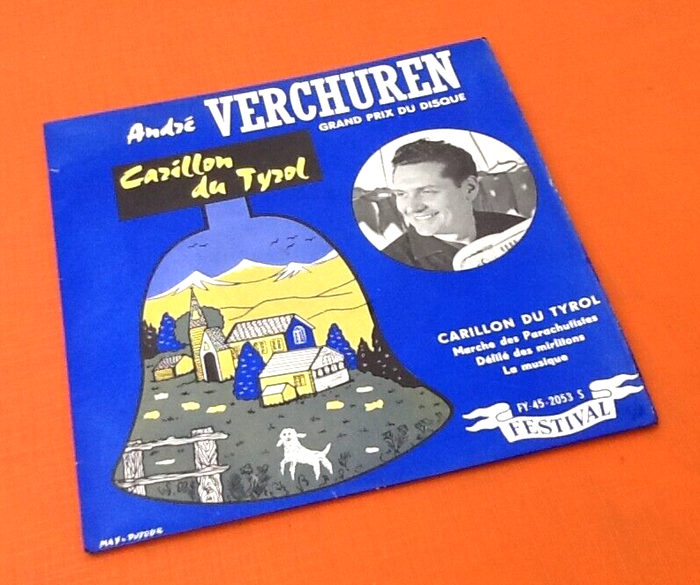 André VERCHUREN
GRAND PRIX DU DISQUE
Carillon
du Tyrol
CARILLON DU TYROL
Marche des Parachutistes
Défilé des mirlitons
La musique
FY·45·2053 S
FESTIVAL